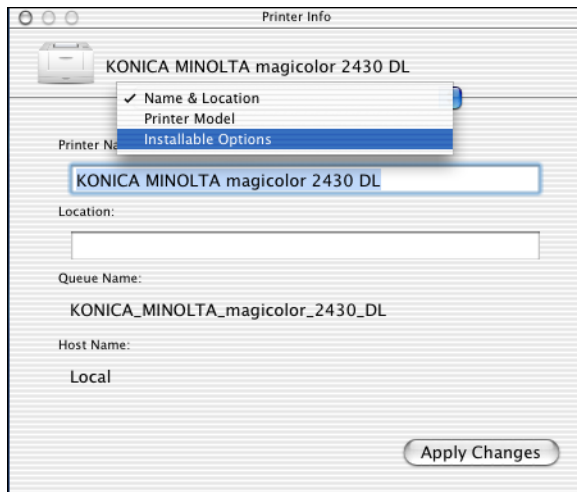 Printer Info
KONICA MINOLTA magicolor 2430 DL
✓ Name & Location
Printer Model
Installable Options
Printer
KONICA MINOLTA magicolor 2430 DL
Location:
Queue Name:
KONICA_MINOLTA_magicolor_2430_DL
Host Name:
Local
Apply Changes